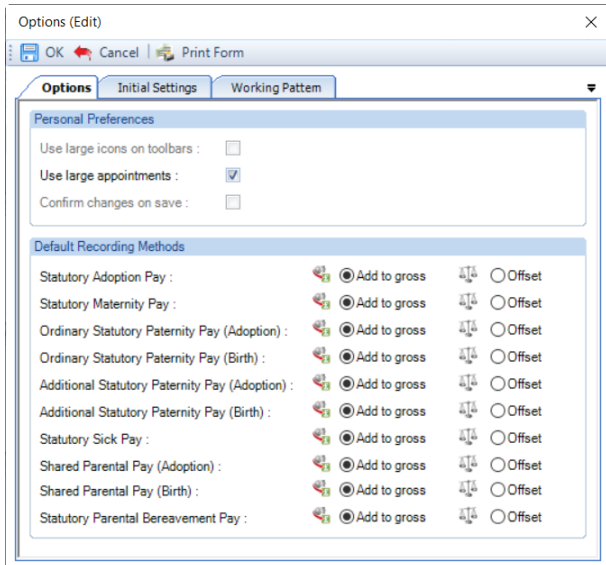 Options (Edit)
OK Cancel Print Form
Options Initial Settings Working Pattern
Personal Preferences
Use large icons on toolbars :
Use large appointments :
Confirm changes on save :
Default Recording Methods
Statutory Adoption Pay : Add to gross Offset
Statutory Maternity Pay : Add to gross Offset
Ordinary Statutory Paternity Pay (Adoption) : Add to gross Offset
Ordinary Statutory Paternity Pay (Birth) : Add to gross Offset
Additional Statutory Paternity Pay (Adoption) : Add to gross Offset
Additional Statutory Paternity Pay (Birth) : Add to gross Offset
Statutory Sick Pay : Add to gross Offset
Shared Parental Pay (Adoption) : Add to gross Offset
Shared Parental Pay (Birth) : Add to gross Offset
Statutory Parental Bereavement Pay : Add to gross Offset